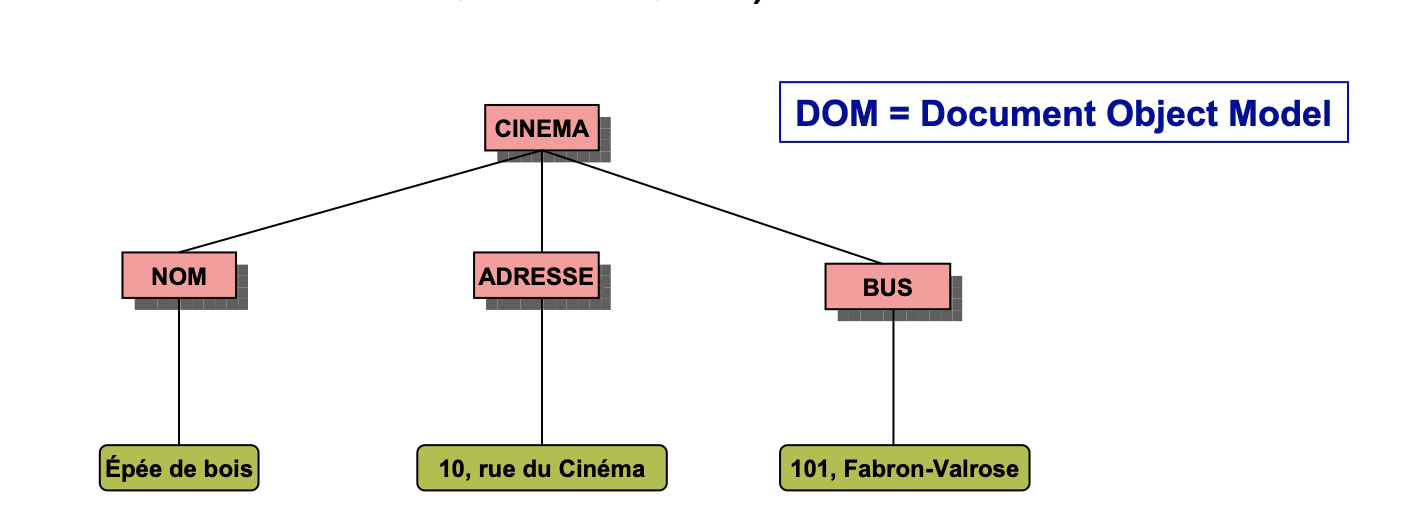 DOM = Document Object Model
CINEMA
NOM
ADRESSE
BUS
Épée de bois
10, rue du Cinéma
101, Fabron-Valrose